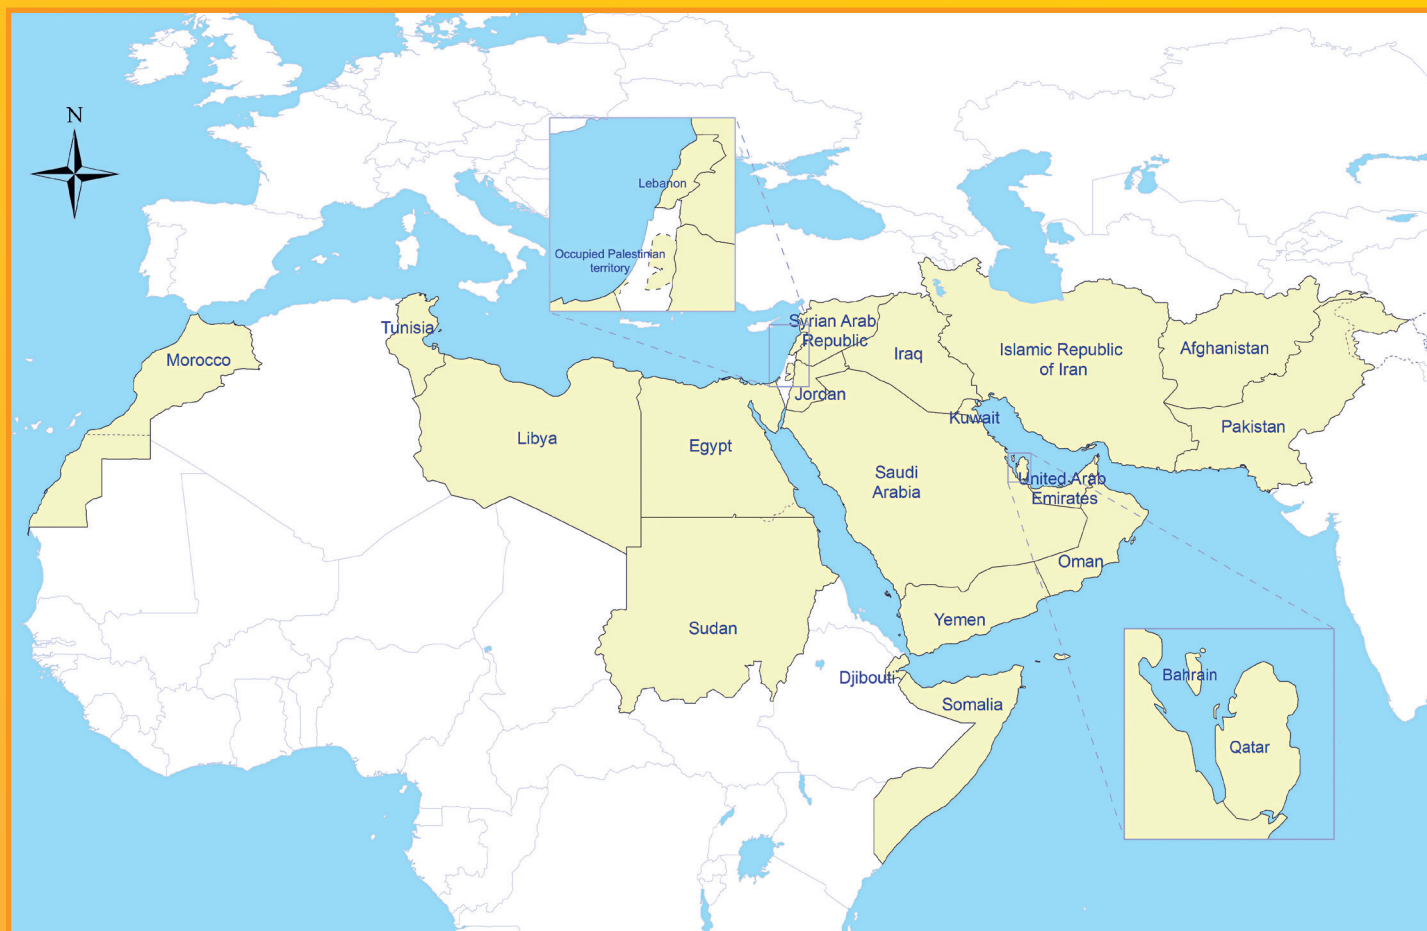 N
Lebanon
Occupied Palestinian
territory
Tunisia
Morocco
Syrian Arab
Republic
Iraq
Islamic Republic
of Iran
Afghanistan
Jordan
Kuwait
Pakistan
Libya
Egypt
Saudi
Arabia
United Arab
Emirates
Oman
Yemen
Sudan
Djibouti
Somalia
Bahrain
Qatar